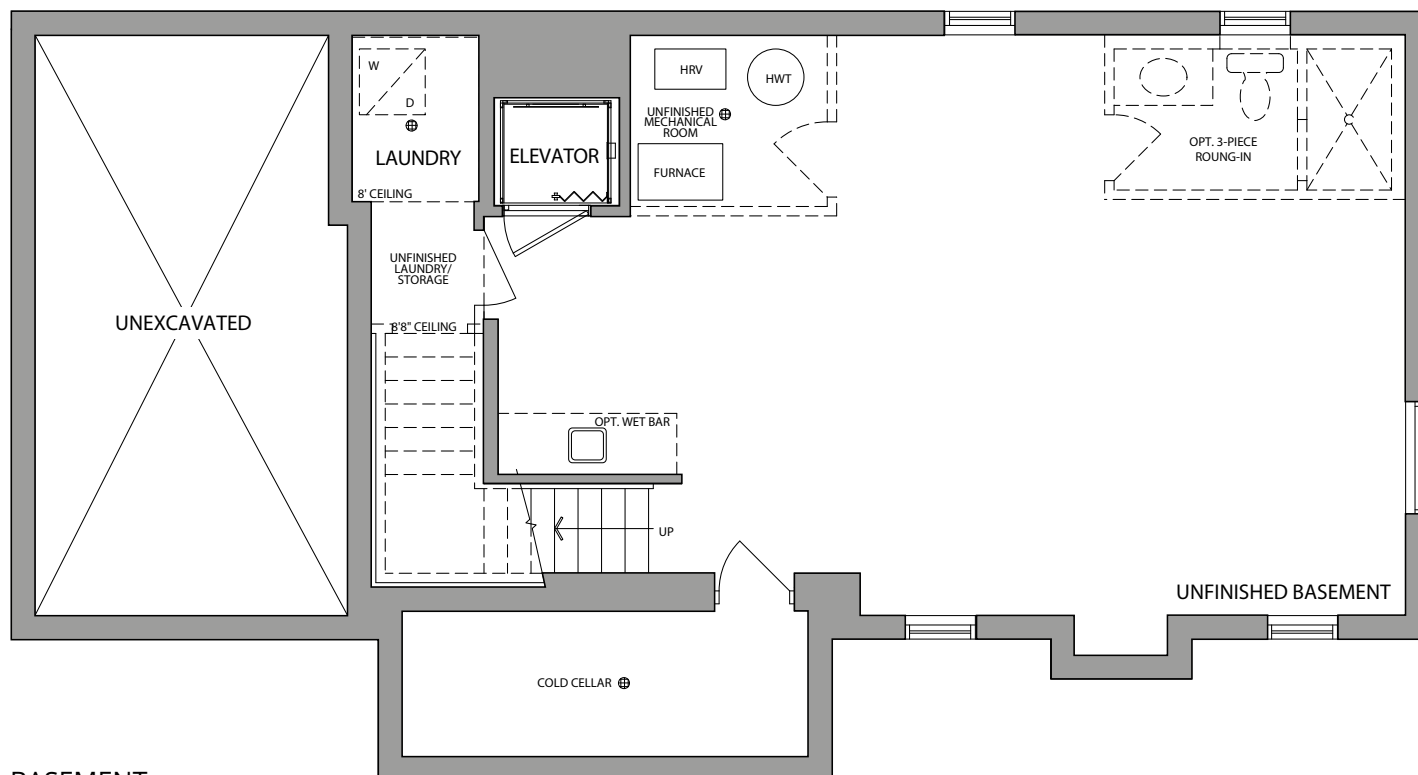 W
D
LAUNDRY
8' CEILING
ELEVATOR
HRV
HWT
UNFINISHED
MECHANICAL
ROOM
FURNACE
OPT. 3-PIECE
ROUNG-IN
UNFINISHED
LAUNDRY/
STORAGE
8'8" CEILING
UNEXCAVATED
OPT. WET BAR
UP
UNFINISHED BASEMENT
COLD CELLAR
BASEMENT